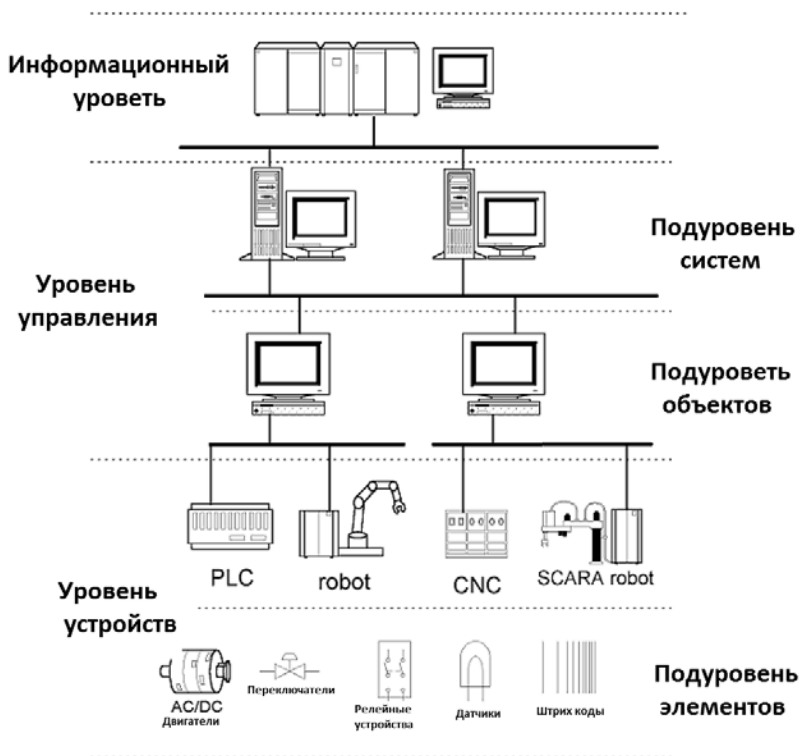 Информационный
уроветь
Подуровень
систем
Уровень
управления
Подуроветь
объектов
PLC
robot
CNC
SCARA robot
Уровень
устройств
AC/DC
Двигатели
Переключатели
Релейные
устройства
Датчики
Штрих коды
Подуровень
элементов